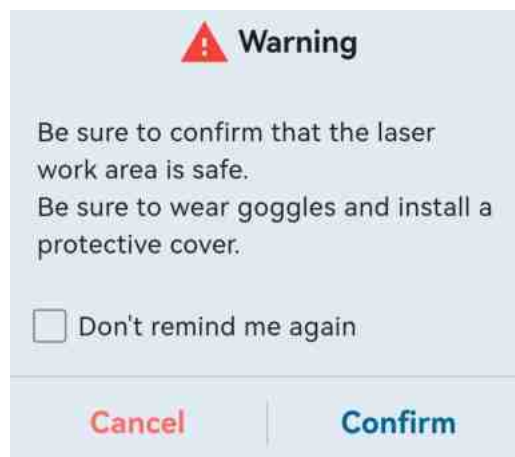 Warning
Be sure to confirm that the laser
work area is safe.
Be sure to wear goggles and install a
protective cover.
Don't remind me again
Cancel
Confirm